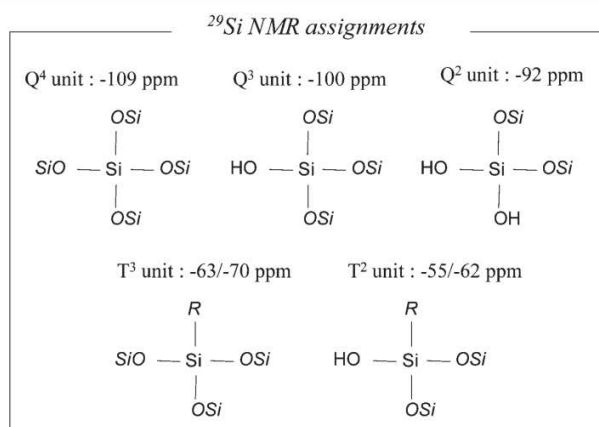 ²⁹Si NMR assignments
Q⁴ unit : -109 ppm Q³ unit : -100 ppm Q² unit : -92 ppm
OSi OSi OSi
SiO — Si — OSi HO — Si — OSi HO — Si — OSi
OSi OSi OH
T³ unit : -63/-70 ppm T² unit : -55/-62 ppm
R R
SiO — Si — OSi HO — Si — OSi
OSi OSi